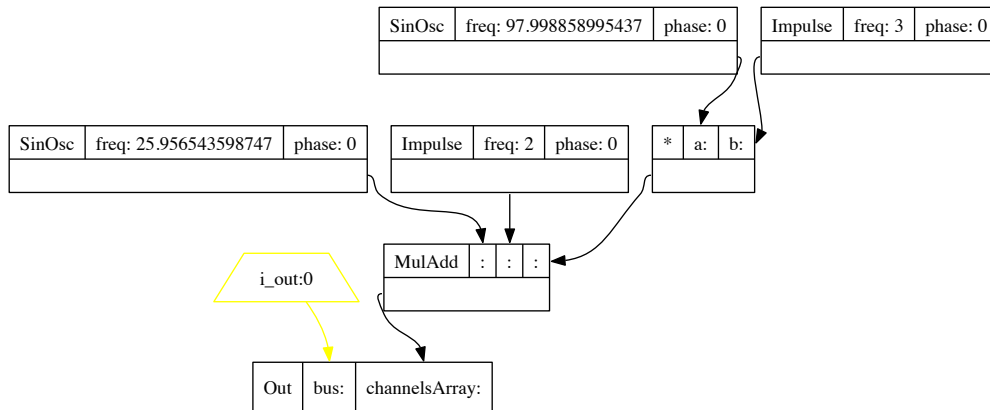 SinOsc freq: 97.998858995437 phase: 0
Impulse freq: 3 phase: 0
SinOsc freq: 25.956543598747 phase: 0
Impulse freq: 2 phase: 0
* a: b:
MulAdd : : :
i_out:0
Out bus: channelsArray: